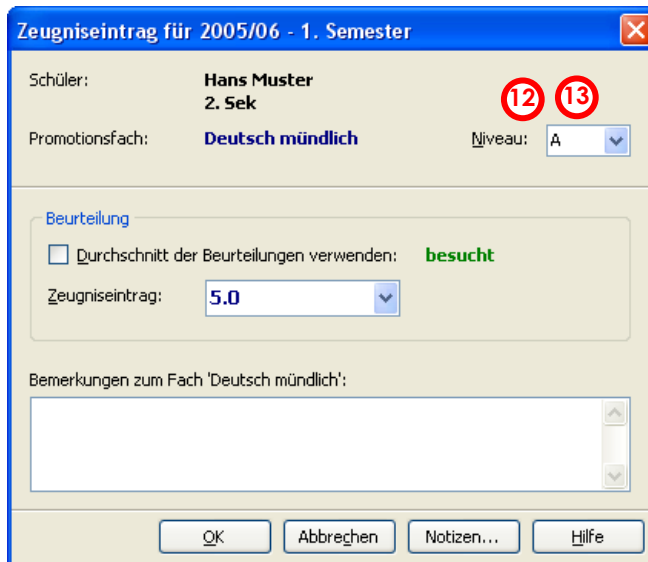 Zeugniseintrag für 2005/06 - 1. Semester
Schüler: Hans Muster
2. Sek
12 13
Promotionsfach: Deutsch mündlich Niveau: A
Beurteilung
Durchschnitt der Beurteilungen verwenden: besucht
Zeugniseintrag: 5.0
Bemerkungen zum Fach 'Deutsch mündlich':
OK Abbrechen Notizen... Hilfe